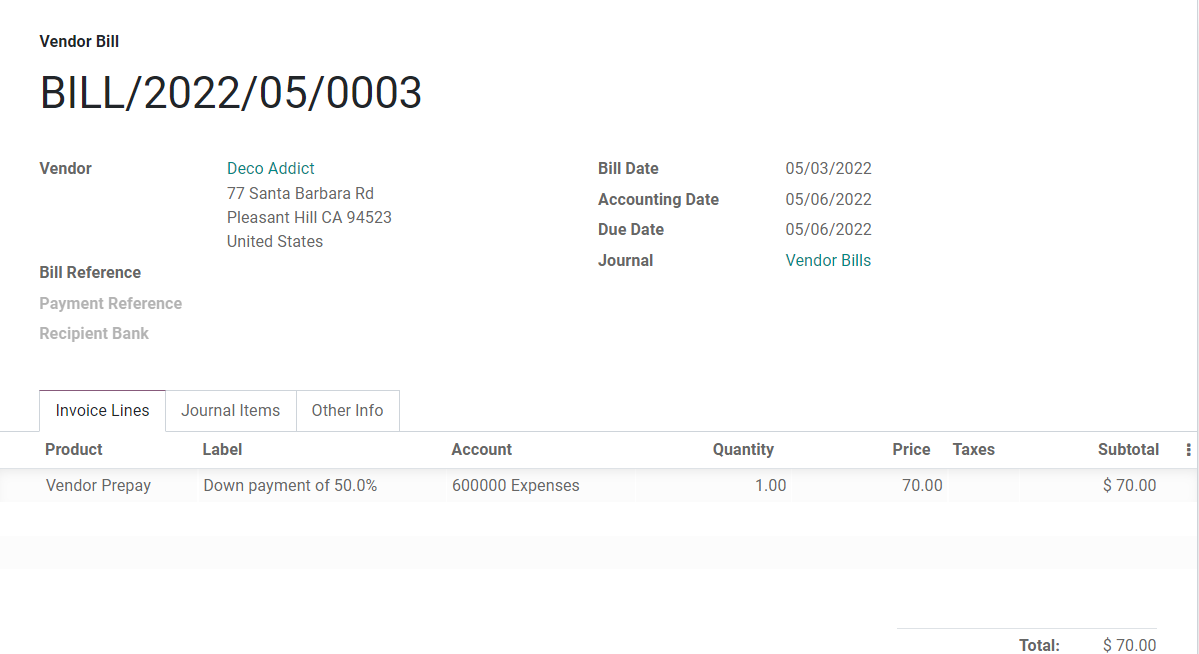 Vendor Bill
BILL/2022/05/0003
Vendor Deco Addict
77 Santa Barbara Rd
Pleasant Hill CA 94523
United States
Bill Reference
Payment Reference
Recipient Bank
Bill Date 05/03/2022
Accounting Date 05/06/2022
Due Date 05/06/2022
Journal Vendor Bills
Invoice Lines Journal Items Other Info
Product Label Account Quantity Price Taxes Subtotal
Vendor Prepay Down payment of 50.0% 600000 Expenses 1.00 70.00 $ 70.00
Total: $ 70.00